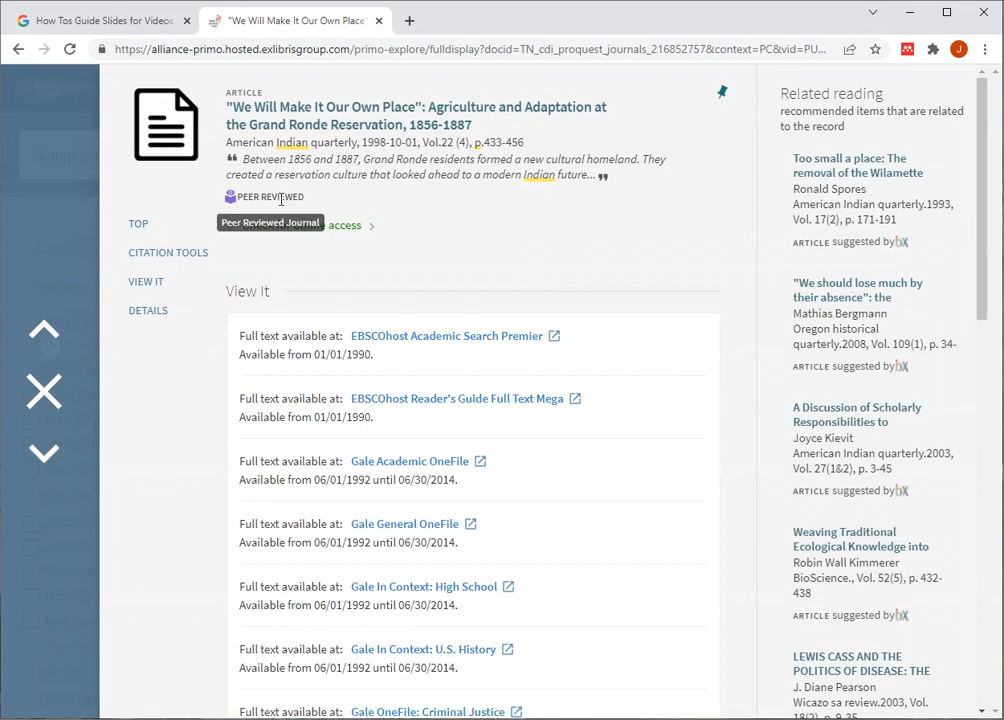 How Tos Guide Slides for Videos
"We Will Make It Our Own Place"
https://alliance-primo.hosted.exlibrisgroup.com/primo-explore/fulldisplay?docid=TN_cdi_proquest_journals_216852757&context=PC&vid=PU...
J
ARTICLE
"We Will Make It Our Own Place": Agriculture and Adaptation at
the Grand Ronde Reservation, 1856-1887
American Indian quarterly, 1998-10-01, Vol.22 (4), p.433-456
❝ Between 1856 and 1887, Grand Ronde residents formed a new cultural homeland. They
created a reservation culture that looked ahead to a modern Indian future... ❞
PEER REVIEWED
Peer Reviewed Journal
access
TOP
CITATION TOOLS
VIEW IT
DETAILS
View It
Full text available at: EBSCOhost Academic Search Premier
Available from 01/01/1990.
Full text available at: EBSCOhost Reader's Guide Full Text Mega
Available from 01/01/1990.
Full text available at: Gale Academic OneFile
Available from 06/01/1992 until 06/30/2014.
Full text available at: Gale General OneFile
Available from 06/01/1992 until 06/30/2014.
Full text available at: Gale In Context: High School
Available from 06/01/1992 until 06/30/2014.
Full text available at: Gale In Context: U.S. History
Available from 06/01/1992 until 06/30/2014.
Full text available at: Gale OneFile: Criminal Justice
Related reading
recommended items that are related
to the record
Too small a place: The
removal of the Wilamette
Ronald Spores
American Indian quarterly.1993,
Vol. 17(2), p. 171-191
ARTICLE suggested by bX
"We should lose much by
their absence": the
Mathias Bergmann
Oregon historical
quarterly.2008, Vol. 109(1), p. 34-
ARTICLE suggested by bX
A Discussion of Scholarly
Responsibilities to
Joyce Kievit
American Indian quarterly.2003,
Vol. 27(1&2), p. 3-45
ARTICLE suggested by bX
Weaving Traditional
Ecological Knowledge into
Robin Wall Kimmerer
BioScience., Vol. 52(5), p. 432-
438
ARTICLE suggested by bX
LEWIS CASS AND THE
POLITICS OF DISEASE: THE
J. Diane Pearson
Wicazo sa review.2003, Vol.
18(2), p. 9-35